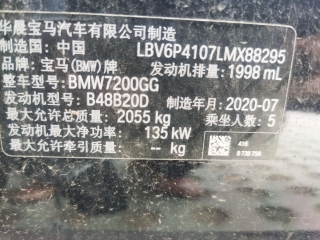 华晨宝马汽车有限公司制造
制造国：中国 LBV6P4107LMX88295
品牌：宝马(BMW)牌 发动机排量：1998 mL
整车型号：BMW7200GG
发动机型号：B48B20D 制造年月：2020-07
最大允许总质量：2055 kg 乘坐人数：5
发动机最大净功率：135 kW
最大允许牵引质量：-- kg